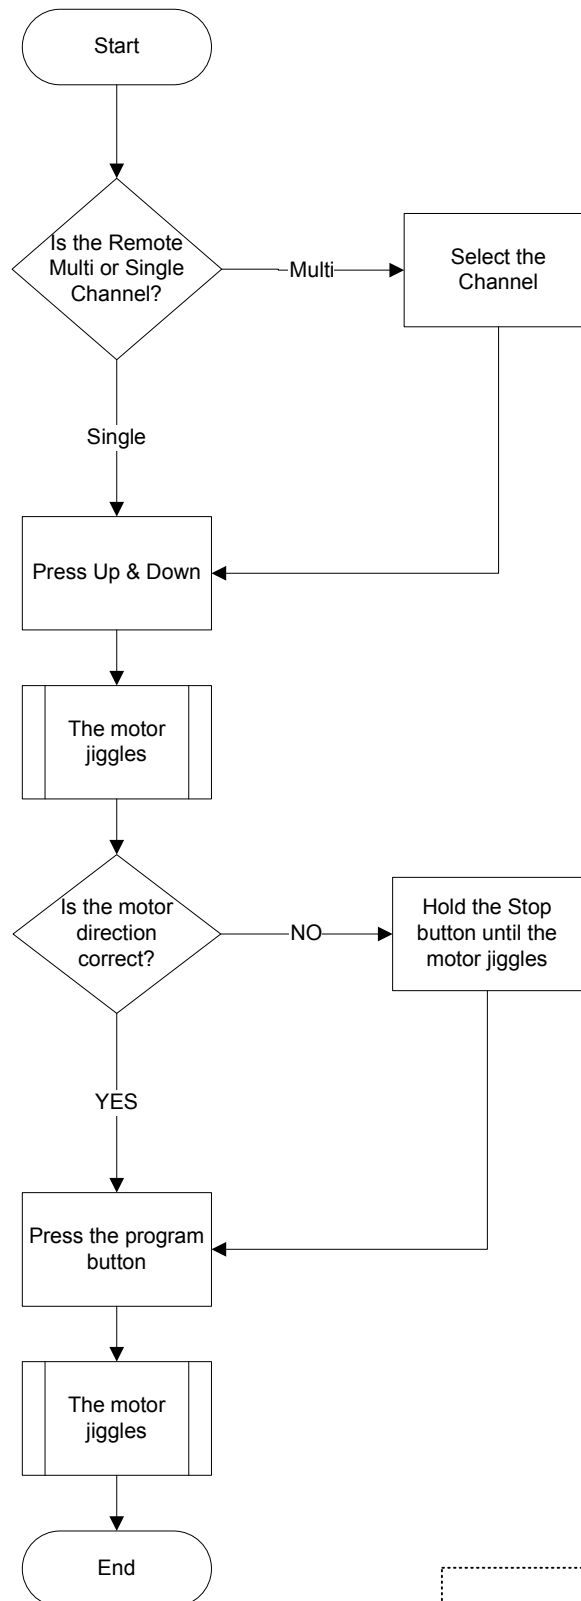 Start
Is the Remote
Multi or Single
Channel?
Multi
Select the
Channel
Single
Press Up & Down
The motor
jiggles
Is the motor
direction
correct?
NO
Hold the Stop
button until the
motor jiggles
YES
Press the program
button
The motor
jiggles
End